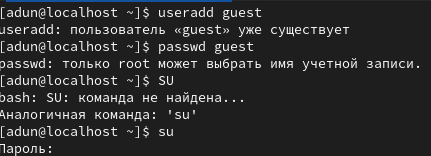 [adun@localhost ~]$ useradd guest
useradd: пользователь «guest» уже существует
[adun@localhost ~]$ passwd guest
passwd: только root может выбрать имя учетной записи.
[adun@localhost ~]$ SU
bash: SU: команда не найдена...
Аналогичная команда: 'su'
[adun@localhost ~]$ su
Пароль: